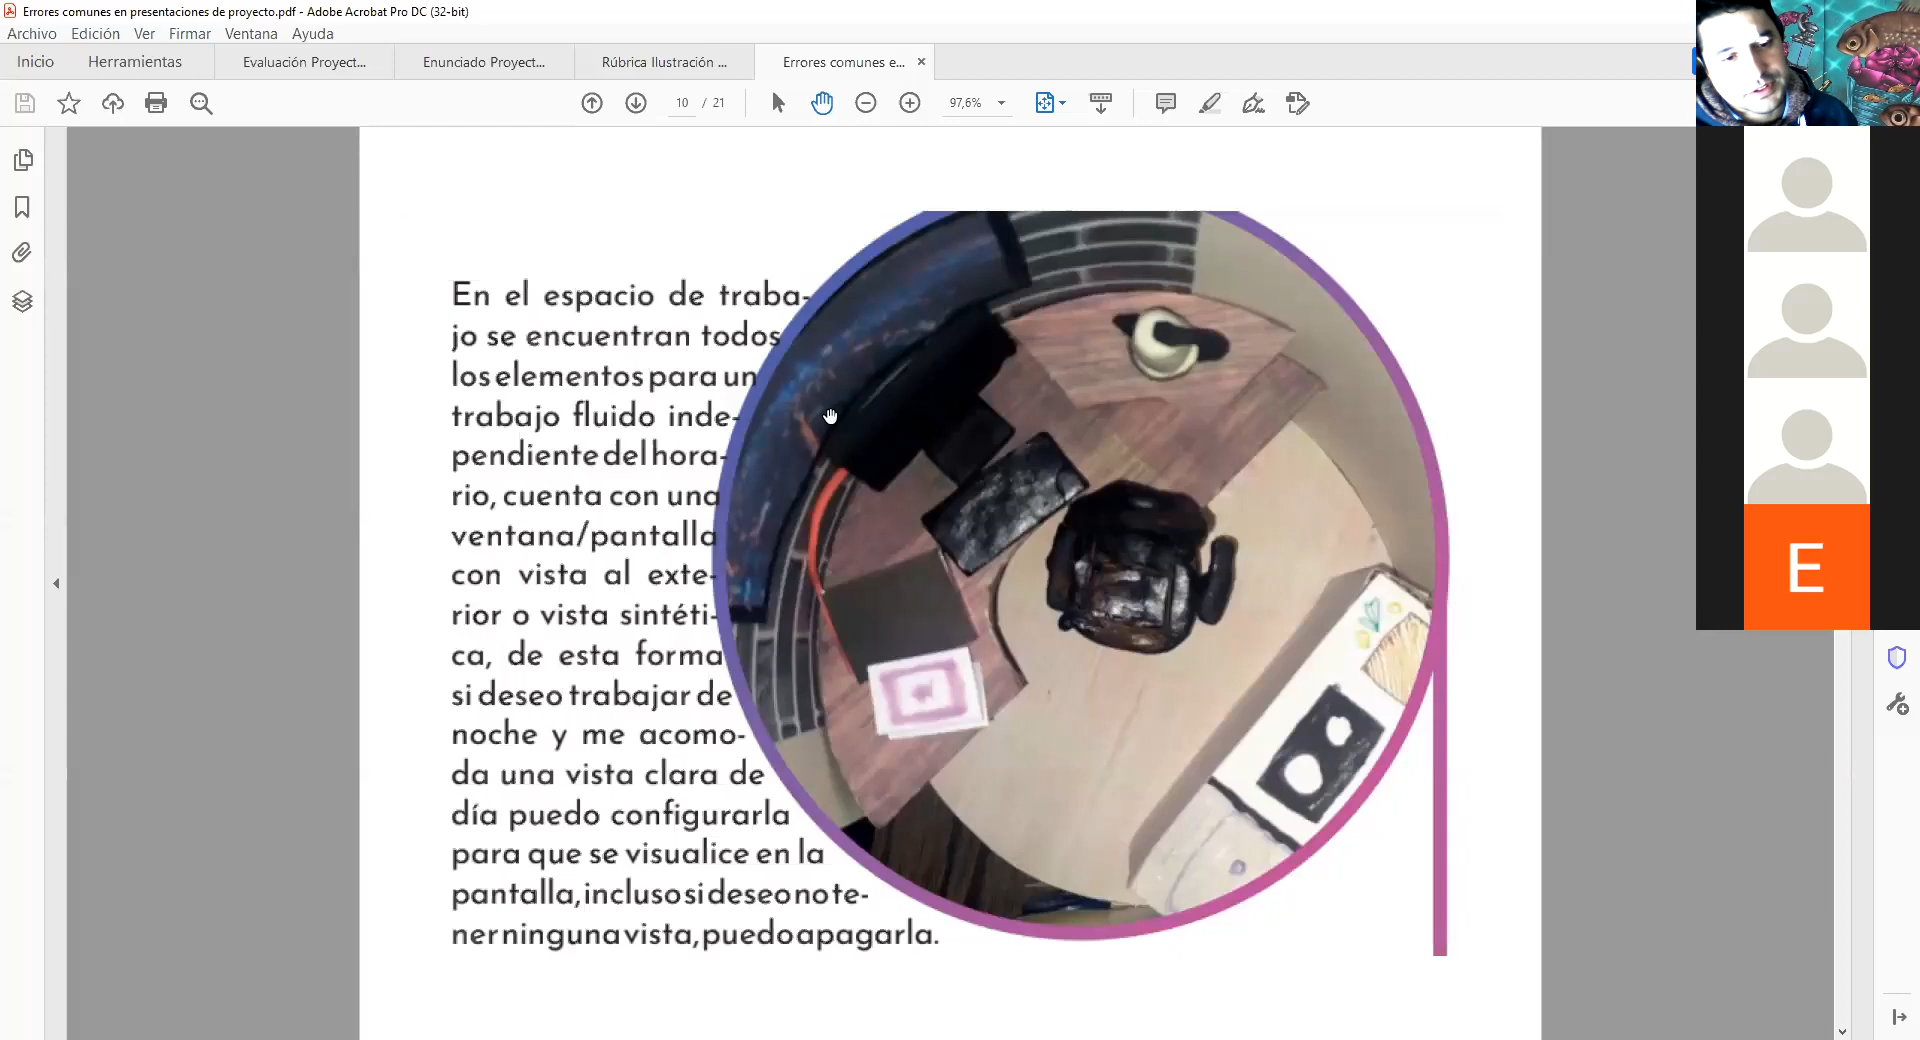 Errores comunes en presentaciones de proyecto.pdf - Adobe Acrobat Pro DC (32-bit)
Archivo Edición Ver Firmar Ventana Ayuda
Inicio Herramientas Evaluación Proyect... Enunciado Proyect... Rúbrica Ilustración ... Errores comunes e... ×
10 / 21 97,6%
En el espacio de traba-
jo se encuentran todos
los elementos para un
trabajo fluido inde-
pendiente del hora-
rio, cuenta con una
ventana/pantalla
con vista al exte-
rior o vista sintéti-
ca, de esta forma
si deseo trabajar de
noche y me acomo-
da una vista clara de
día puedo configurarla
para que se visualice en la
pantalla, incluso si deseo no te-
ner ninguna vista, puedo apagarla.
E